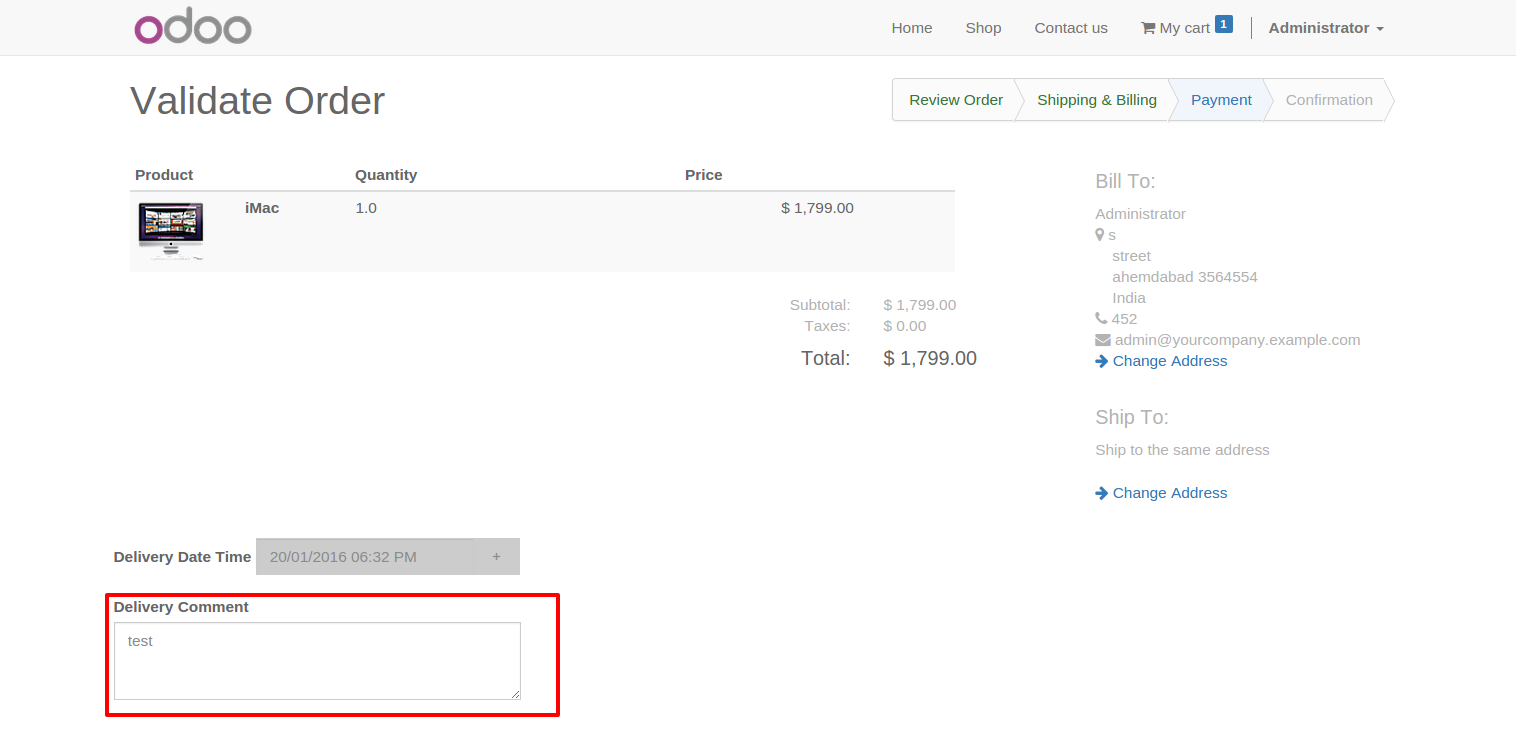 odoo
Home Shop Contact us My cart 1 Administrator
Validate Order
Review Order Shipping & Billing Payment Confirmation
Product Quantity Price
iMac 1.0 $ 1,799.00
Subtotal: $ 1,799.00
Taxes: $ 0.00
Total: $ 1,799.00
Bill To:
Administrator
s
street
ahemdabad 3564554
India
452
admin@yourcompany.example.com
Change Address
Ship To:
Ship to the same address
Change Address
Delivery Date Time 20/01/2016 06:32 PM +
Delivery Comment
test